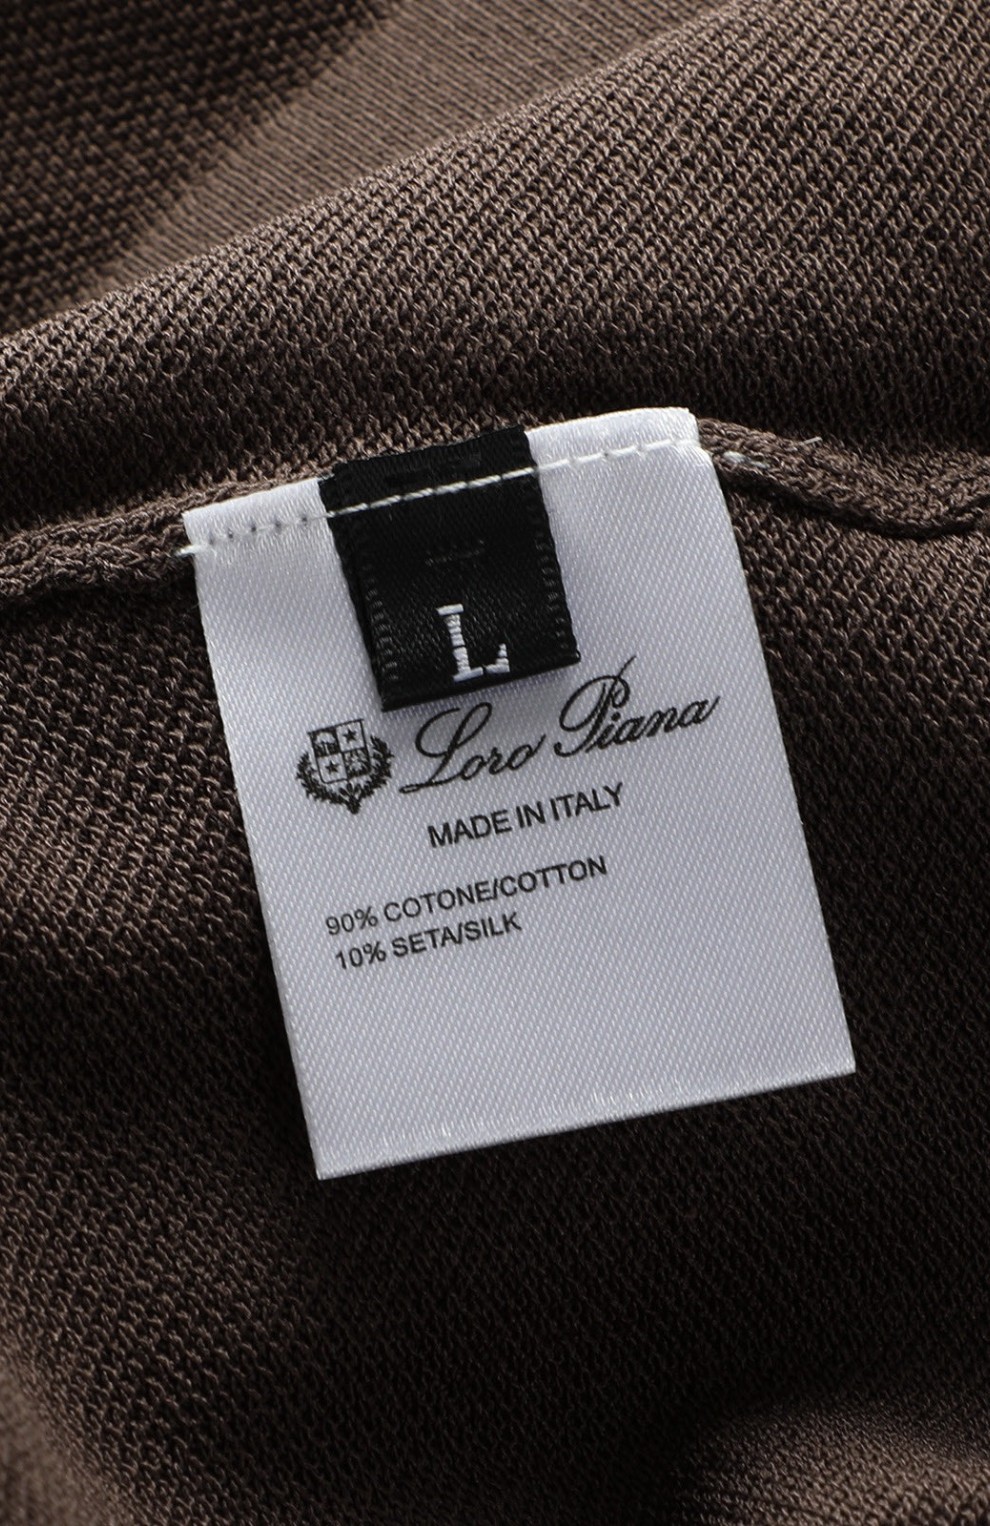 L
Loro Piana
MADE IN ITALY
90% COTONE/COTTON
10% SETA/SILK